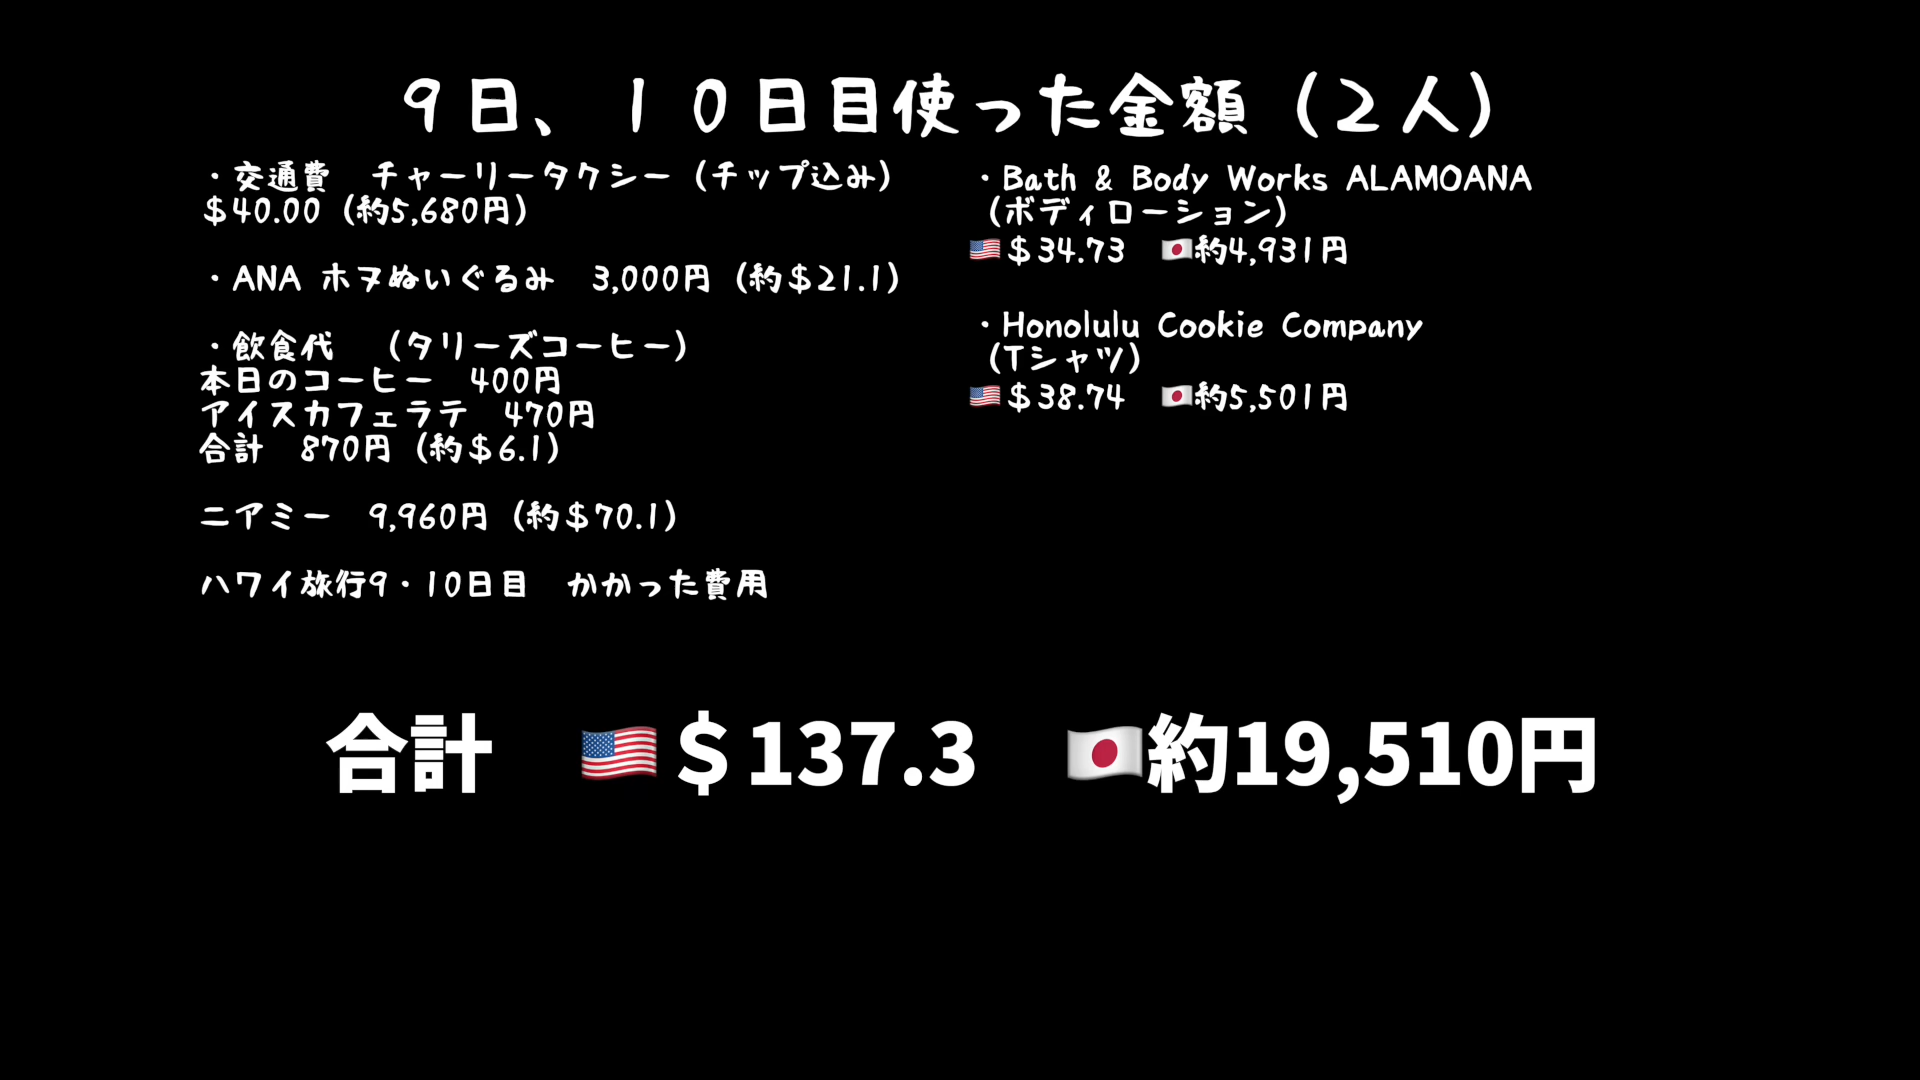 9日、10日目使った金額(2人)
・交通費　チャーリータクシー(チップ込み)
$40.00(約5,680円)
・ANA ホヌぬいぐるみ　3,000円(約$21.1)
・飲食代　(タリーズコーヒー)
本日のコーヒー　400円
アイスカフェラテ　470円
合計　870円(約$6.1)
ニアミー　9,960円(約$70.1)
ハワイ旅行9・10日目　かかった費用
・Bath & Body Works ALAMOANA
(ボディローション)
🇺🇸$34.73　🇯🇵約4,931円
・Honolulu Cookie Company
(Tシャツ)
🇺🇸$38.74　🇯🇵約5,501円
合計　🇺🇸$137.3　🇯🇵約19,510円